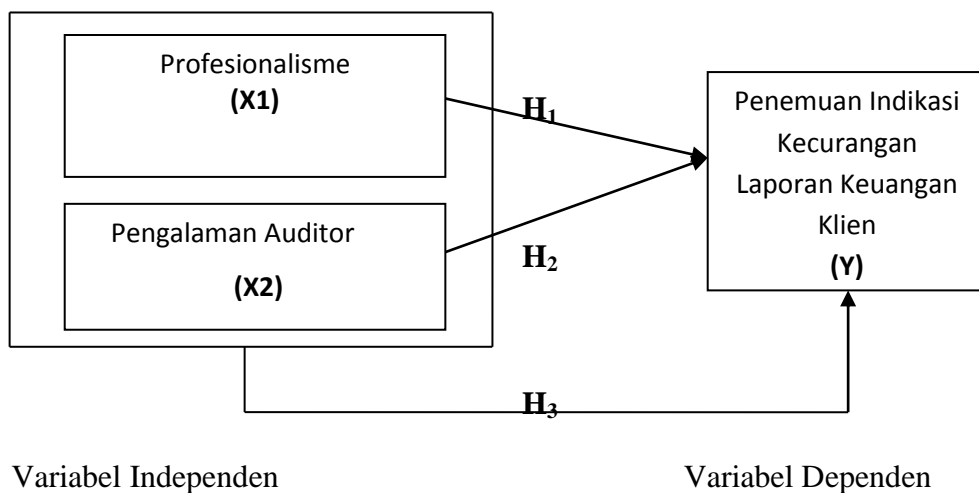 Profesionalisme
(X1)
H1
Penemuan Indikasi
Kecurangan
Laporan Keuangan
Klien
(Y)
Pengalaman Auditor
(X2)
H2
H3
Variabel Independen
Variabel Dependen